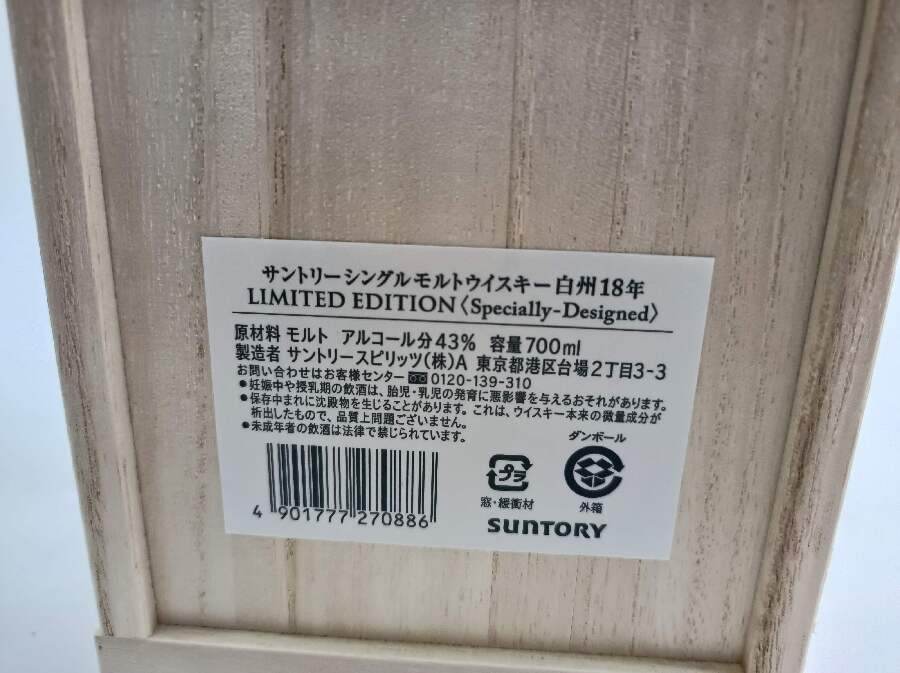 サントリーシングルモルトウイスキー白州18年
LIMITED EDITION〈Specially-Designed〉
原材料 モルト アルコール分43% 容量700ml
製造者 サントリースピリッツ(株)A 東京都港区台場2丁目3-3
お問い合わせはお客様センター☎0120-139-310
●妊娠中や授乳期の飲酒は、胎児・乳児の発育に悪影響を与えるおそれがあります。
●保存中まれに沈殿物を生じることがあります。これは、ウイスキー本来の微量成分が
析出したもので、品質上問題ございません。
●未成年者の飲酒は法律で禁じられています。
ダンボール
プラ
窓・緩衝材
外箱
4 901777 270886
SUNTORY